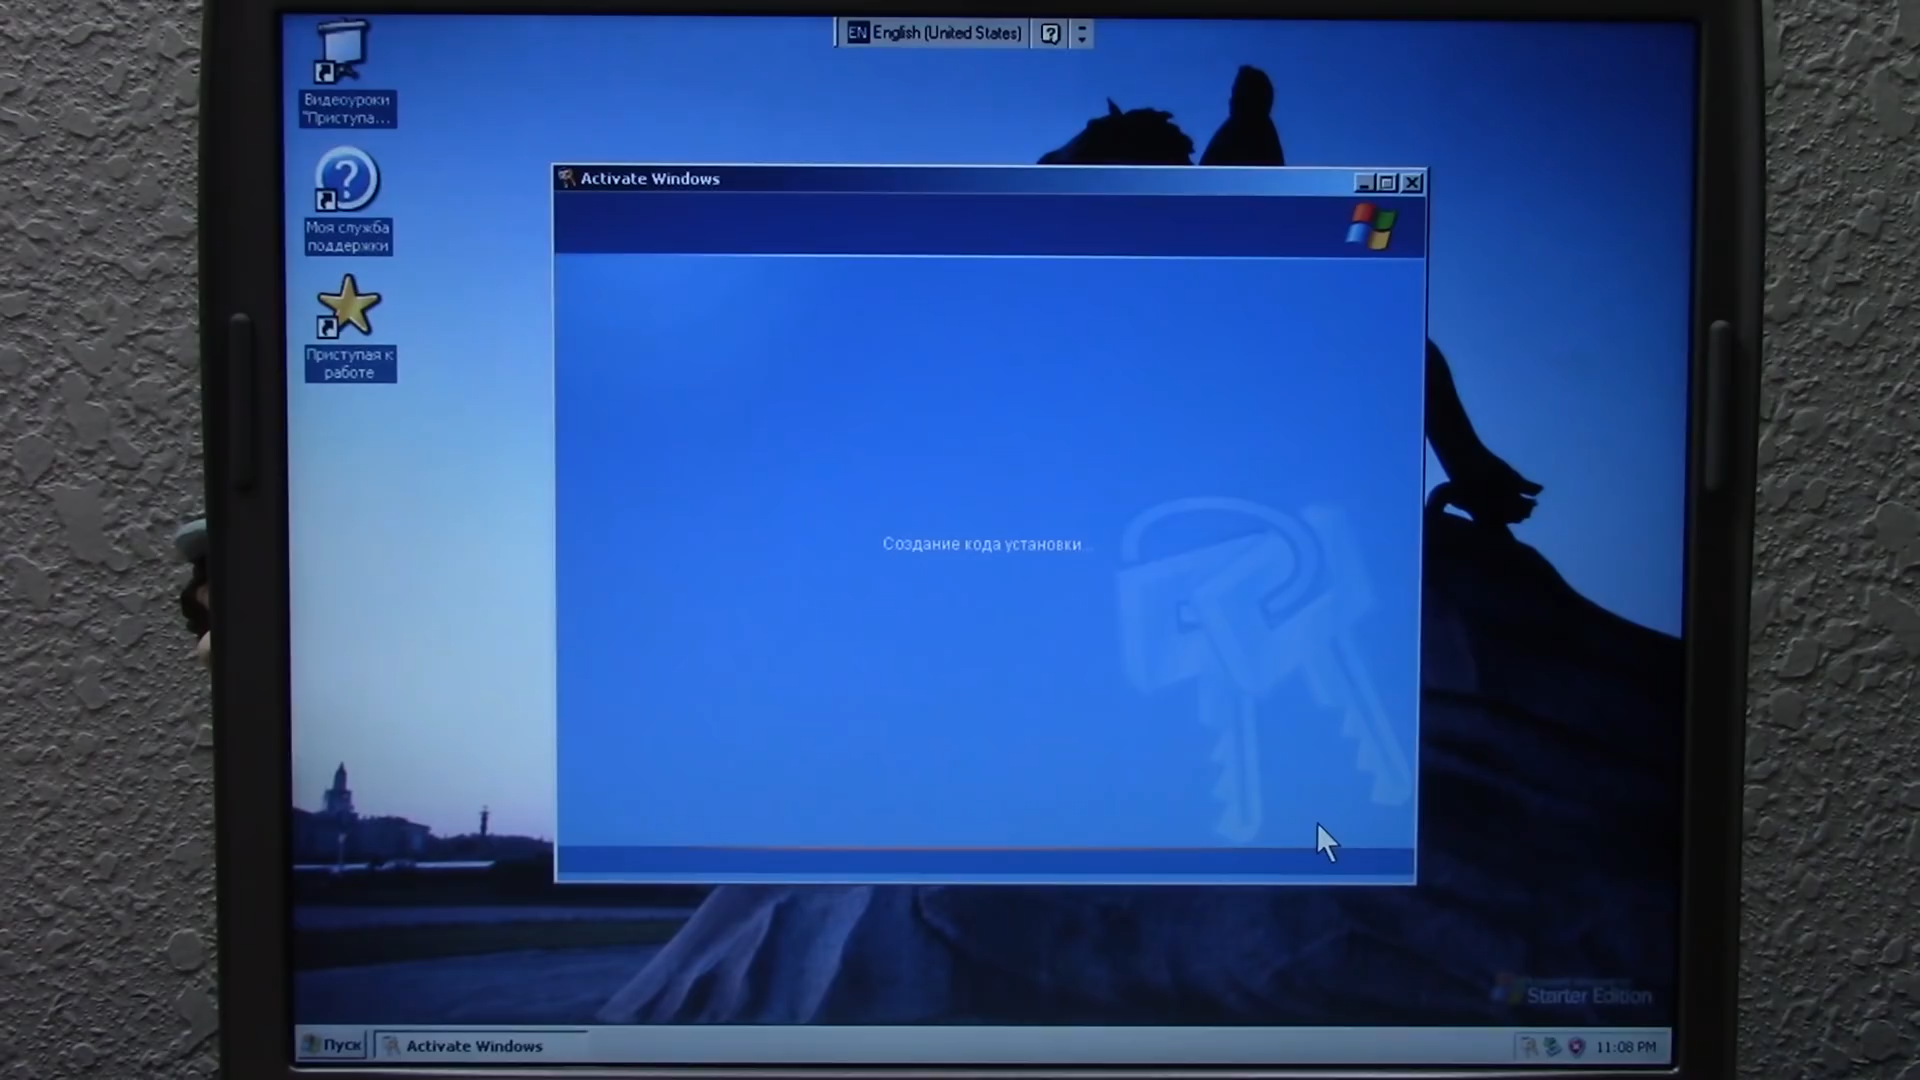 EN English (United States)
Видеоуроки
"Приступа...
Моя служба
поддержки
Приступая к
работе
Activate Windows
Создание кода установки...
Starter Edition
Пуск
Activate Windows
11:08 PM